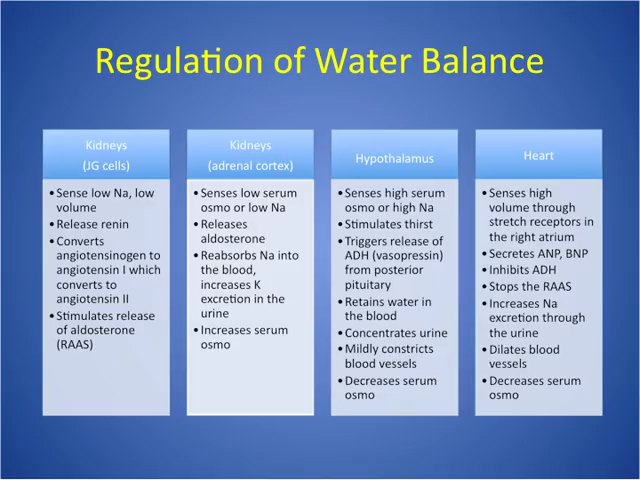 Regulation of Water Balance
Kidneys
(JG cells)
• Sense low Na, low
volume
• Release renin
• Converts
angiotensinogen to
angiotensin I which
converts to
angiotensin II
• Stimulates release
of aldosterone
(RAAS)
Kidneys
(adrenal cortex)
• Senses low serum
osmo or low Na
• Releases
aldosterone
• Reabsorbs Na into
the blood,
increases K
excretion in the
urine
• Increases serum
osmo
Hypothalamus
• Senses high serum
osmo or high Na
• Stimulates thirst
• Triggers release of
ADH (vasopressin)
from posterior
pituitary
• Retains water in
the blood
• Concentrates urine
• Mildly constricts
blood vessels
• Decreases serum
osmo
Heart
• Senses high
volume through
stretch receptors in
the right atrium
• Secretes ANP, BNP
• Inhibits ADH
• Stops the RAAS
• Increases Na
excretion through
the urine
• Dilates blood
vessels
• Decreases serum
osmo